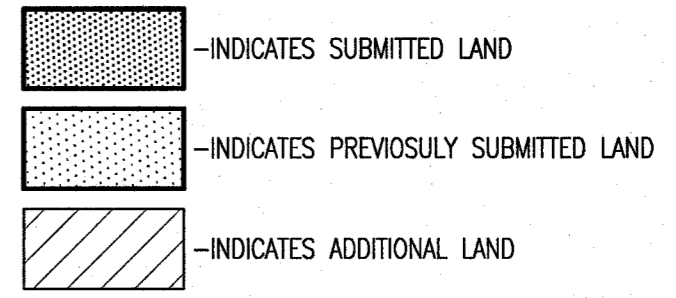 -INDICATES SUBMITTED LAND
-INDICATES PREVIOSULY SUBMITTED LAND
-INDICATES ADDITIONAL LAND